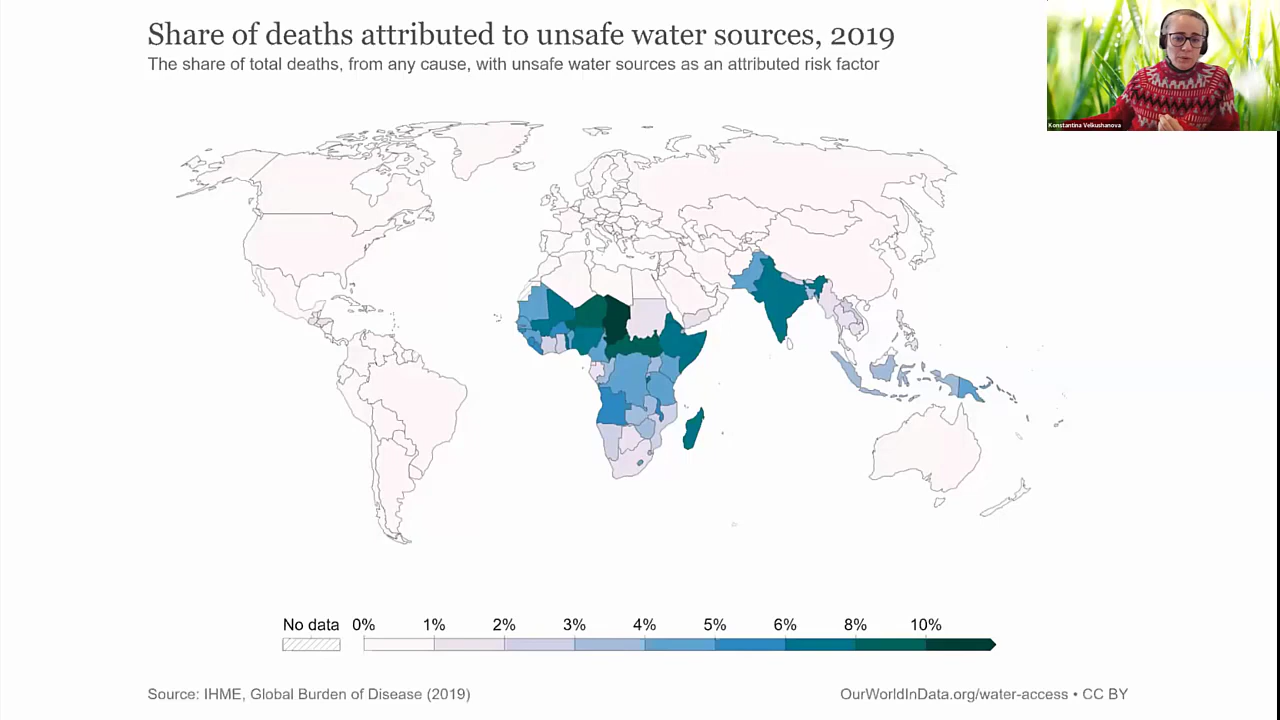 Share of deaths attributed to unsafe water sources, 2019
The share of total deaths, from any cause, with unsafe water sources as an attributed risk factor
Konstantina Velkushanova
No data 0% 1% 2% 3% 4% 5% 6% 8% 10%
Source: IHME, Global Burden of Disease (2019)
OurWorldInData.org/water-access • CC BY